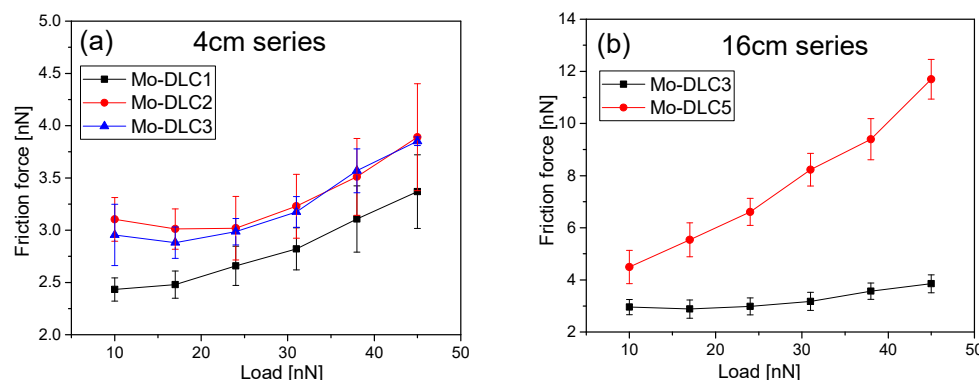 (a)
4cm series
Mo-DLC1
Mo-DLC2
Mo-DLC3
Friction force [nN]
5.0
4.5
4.0
3.5
3.0
2.5
2.0
10 20 30 40 50
Load [nN]
(b)
16cm series
Mo-DLC3
Mo-DLC5
Friction force [nN]
14
12
10
8
6
4
2
10 20 30 40 50
Load [nN]